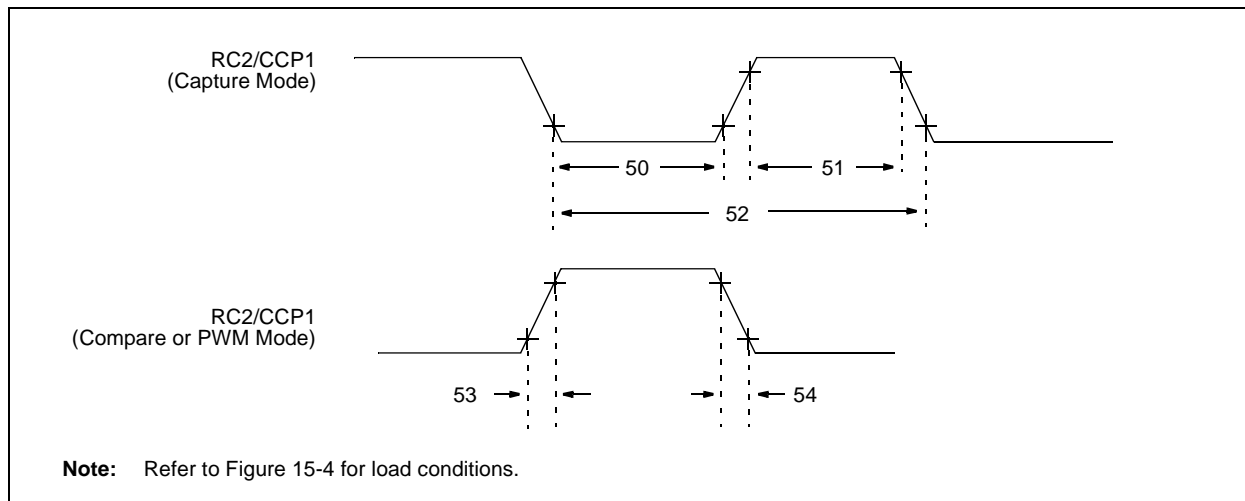 RC2/CCP1
(Capture Mode)
50
51
52
RC2/CCP1
(Compare or PWM Mode)
53
54
Note: Refer to Figure 15-4 for load conditions.